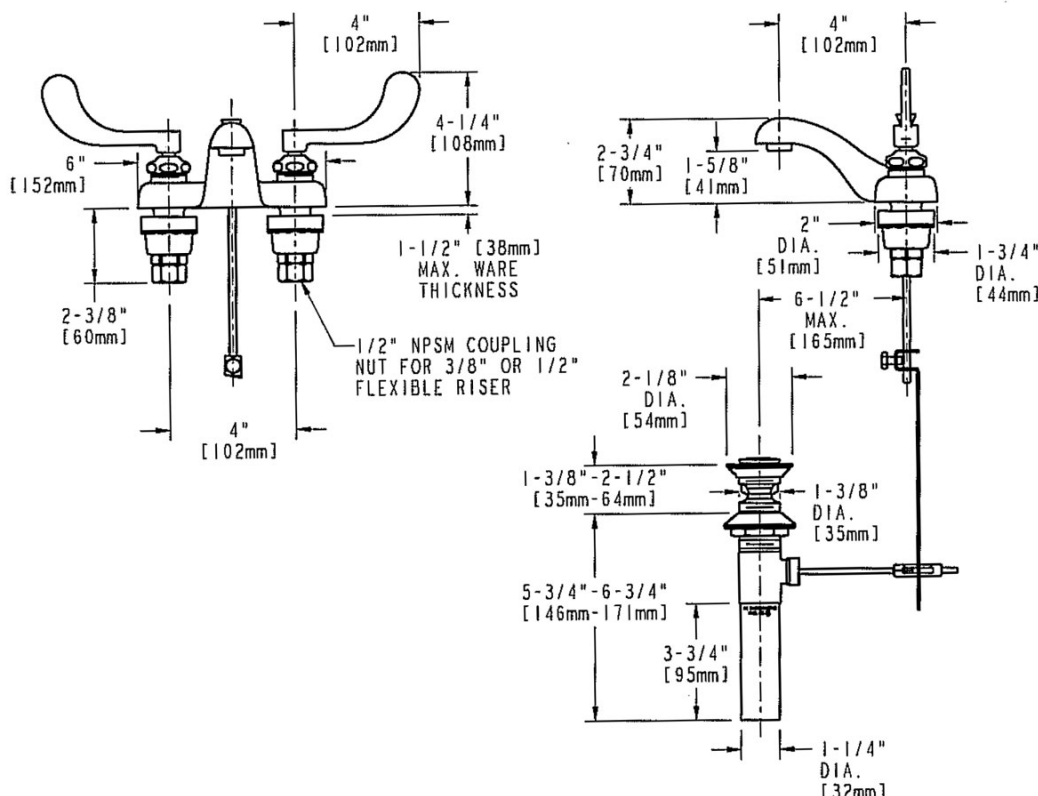 4"
[102mm]
4-1/4"
[108mm]
6"
[152mm]
1-1/2" [38mm]
MAX. WARE
THICKNESS
2-3/8"
[60mm]
1/2" NPSM COUPLING
NUT FOR 3/8" OR 1/2"
FLEXIBLE RISER
4"
[102mm]
4"
[102mm]
2-3/4"
[70mm]
1-5/8"
[41mm]
2"
DIA.
[51mm]
1-3/4"
DIA.
[44mm]
6-1/2"
MAX.
[165mm]
2-1/8"
DIA.
[54mm]
1-3/8"-2-1/2"
[35mm-64mm]
1-3/8"
DIA.
[35mm]
5-3/4"-6-3/4"
[146mm-171mm]
3-3/4"
[95mm]
1-1/4"
DIA.
[32mm]